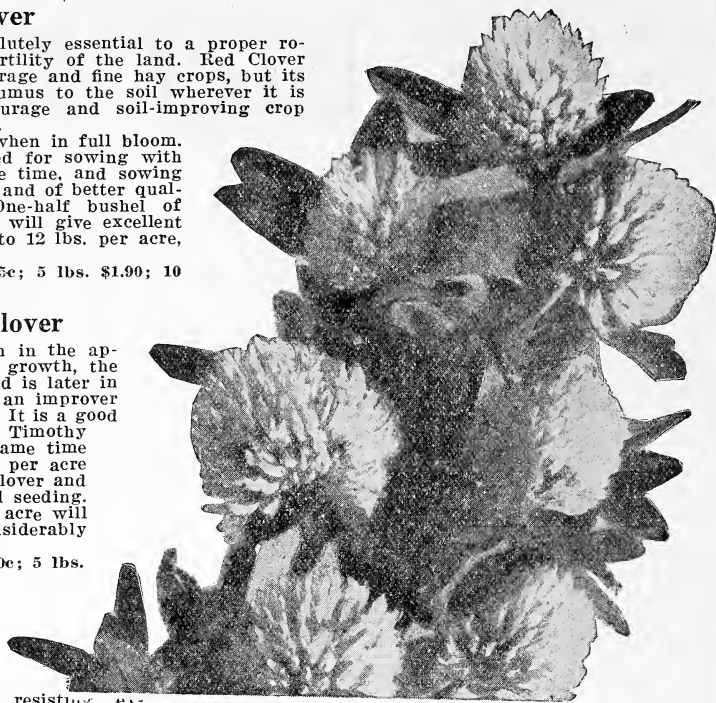 ver
lutely essential to a proper ro-
rtility of the land. Red Clover
rage and fine hay crops, but its
umus to the soil wherever it is
ourage and soil-improving crop
when in full bloom.
ed for sowing with
e time, and sowing
and of better qual-
One-half bushel of
will give excellent
to 12 lbs. per acre,
5c; 5 lbs. $1.90; 10
lover
n in the ap-
growth, the
d is later in
an improver
It is a good
Timothy
ame time
per acre
lover and
l seeding.
acre will
nsiderably
0c; 5 lbs.
resisting